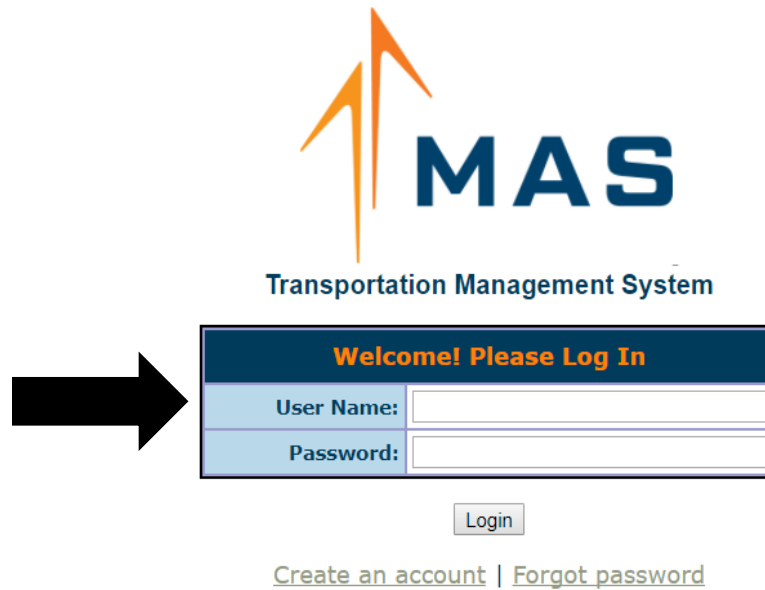 MAS
Transportation Management System
Welcome! Please Log In
User Name:
Password:
Login
Create an account | Forgot password